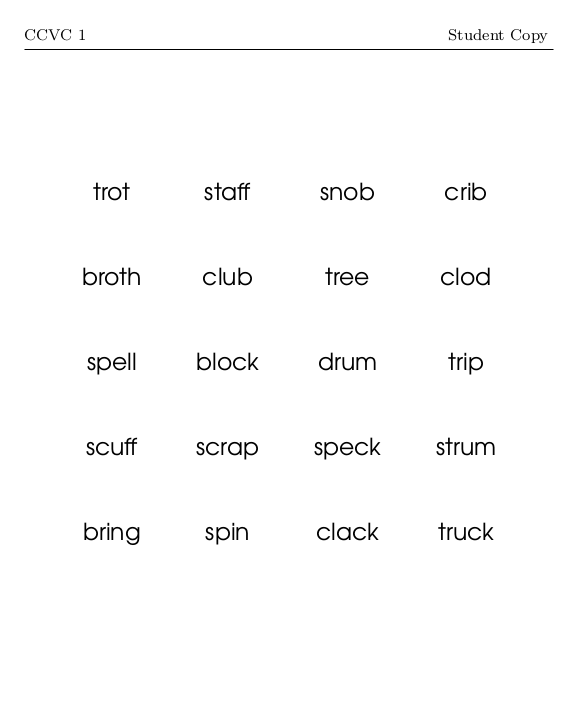 CCVC 1 Student Copy
trot staff snob crib
broth club tree clod
spell block drum trip
scuff scrap speck strum
bring spin clack truck